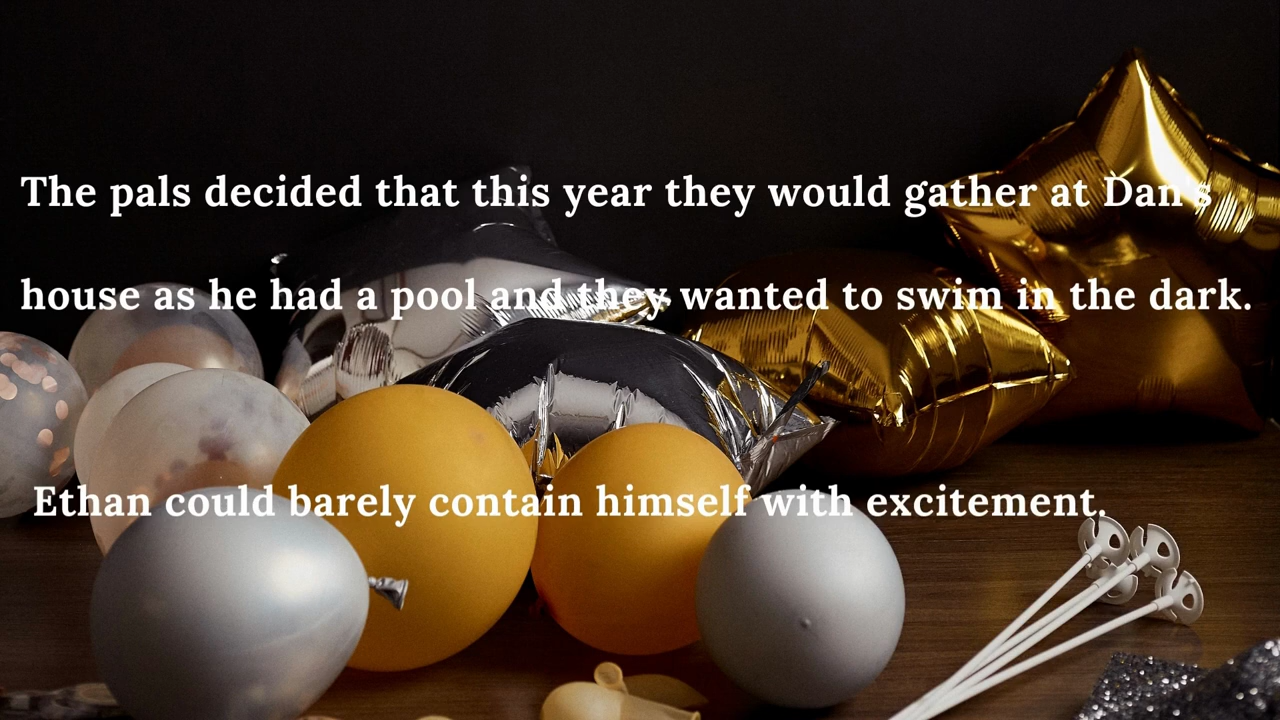 The pals decided that this year they would gather at Dan's
house as he had a pool and they wanted to swim in the dark.
Ethan could barely contain himself with excitement.